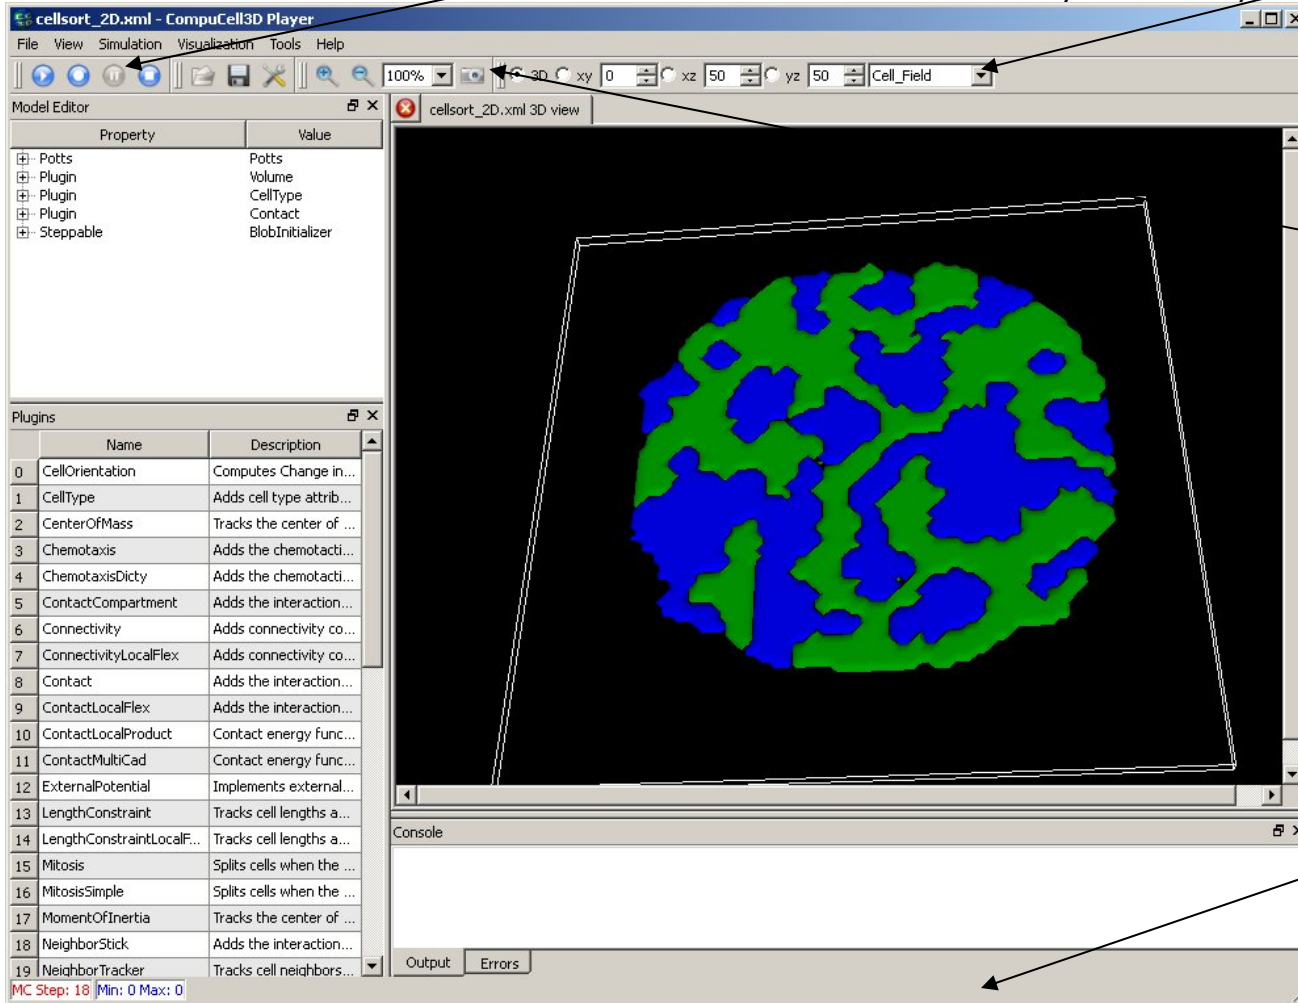 cellsort_2D.xml - CompuCell3D Player
File View Simulation Visualization Tools Help
100% 3D xy 0 xz 50 yz 50 Cell_Field
Model Editor
cellsort_2D.xml 3D view
Property Value
Potts Potts
Plugin Volume
Plugin CellType
Plugin Contact
Steppable BlobInitializer
Plugins
Name Description
0 CellOrientation Computes Change in...
1 CellType Adds cell type attrib...
2 CenterOfMass Tracks the center of ...
3 Chemotaxis Adds the chemotacti...
4 ChemotaxisDicty Adds the chemotacti...
5 ContactCompartment Adds the interaction...
6 Connectivity Adds connectivity co...
7 ConnectivityLocalFlex Adds connectivity co...
8 Contact Adds the interaction...
9 ContactLocalFlex Adds the interaction...
10 ContactLocalProduct Contact energy func...
11 ContactMultiCad Contact energy func...
12 ExternalPotential Implements external...
13 LengthConstraint Tracks cell lengths a...
14 LengthConstraintLocalF... Tracks cell lengths a...
15 Mitosis Splits cells when the ...
16 MitosisSimple Splits cells when the ...
17 MomentOfInertia Tracks the center of ...
18 NeighborStick Adds the interaction...
19 NeighborTracker Tracks cell neighbors...
Console
Output Errors
MC Step: 18 Min: 0 Max: 0